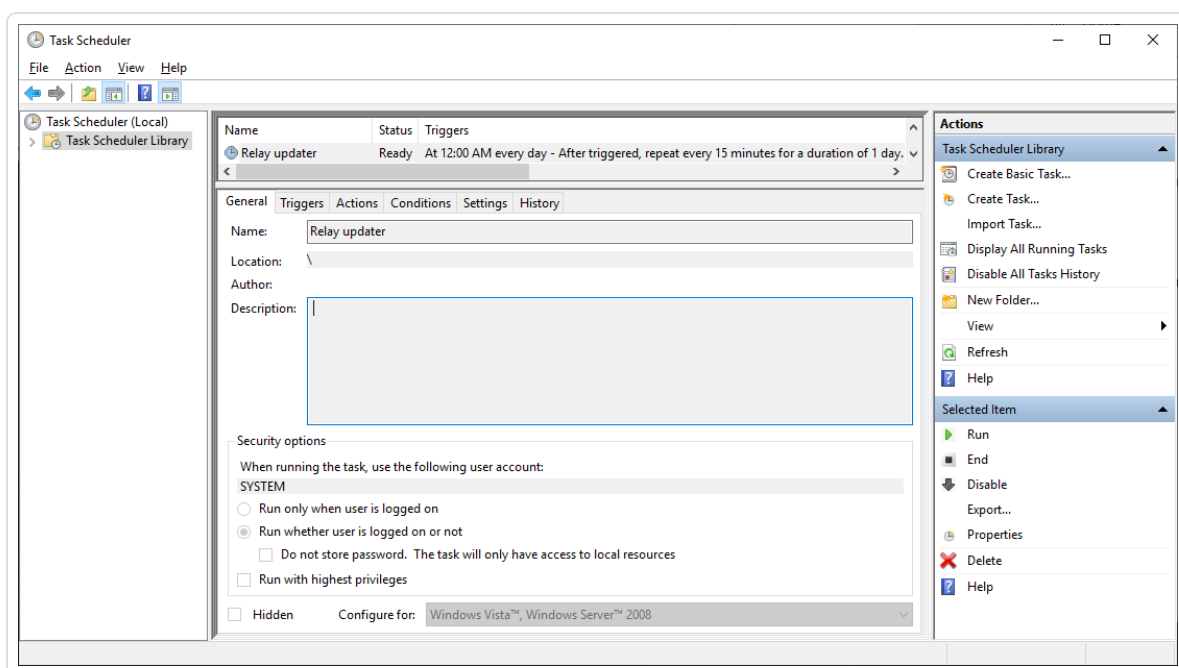 Task Scheduler
File Action View Help
Task Scheduler (Local)
Task Scheduler Library
Name Status Triggers
Relay updater Ready At 12:00 AM every day - After triggered, repeat every 15 minutes for a duration of 1 day.
General Triggers Actions Conditions Settings History
Name: Relay updater
Location: \
Author:
Description:
Security options
When running the task, use the following user account:
SYSTEM
Run only when user is logged on
Run whether user is logged on or not
Do not store password. The task will only have access to local resources
Run with highest privileges
Hidden Configure for: Windows Vista™, Windows Server™ 2008
Actions
Task Scheduler Library
Create Basic Task...
Create Task...
Import Task...
Display All Running Tasks
Disable All Tasks History
New Folder...
View
Refresh
Help
Selected Item
Run
End
Disable
Export...
Properties
Delete
Help